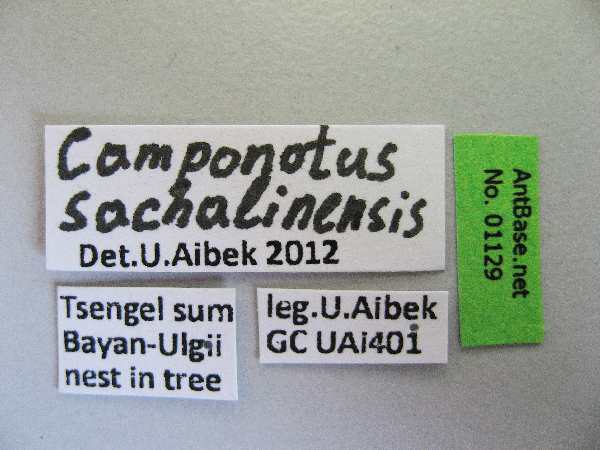 Camponotus
sachalinensis
Det.U.Aibek 2012
Tsengel sum
Bayan-Ulgii
nest in tree
leg.U.Aibek
GC UAi401
AntBase.net
No. 01129